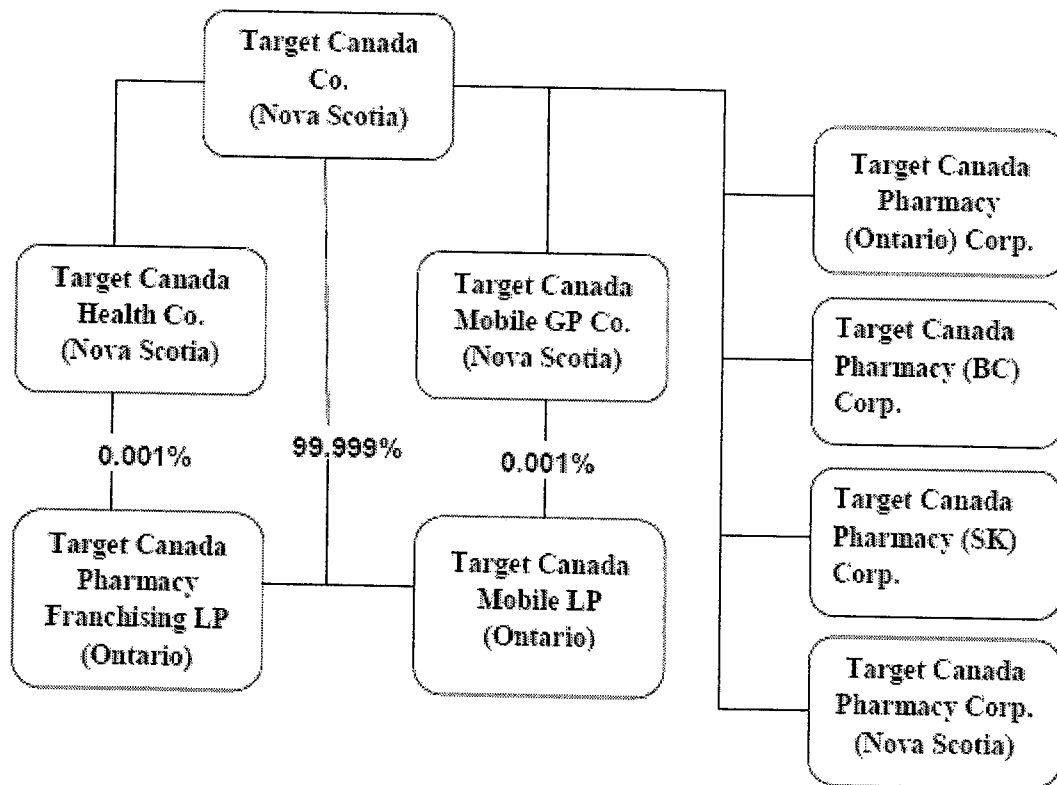 Target Canada
Co.
(Nova Scotia)
Target Canada
Health Co.
(Nova Scotia)
Target Canada
Mobile GP Co.
(Nova Scotia)
0.001%
99.999%
0.001%
Target Canada
Pharmacy
Franchising LP
(Ontario)
Target Canada
Mobile LP
(Ontario)
Target Canada
Pharmacy
(Ontario) Corp.
Target Canada
Pharmacy (BC)
Corp.
Target Canada
Pharmacy (SK)
Corp.
Target Canada
Pharmacy Corp.
(Nova Scotia)